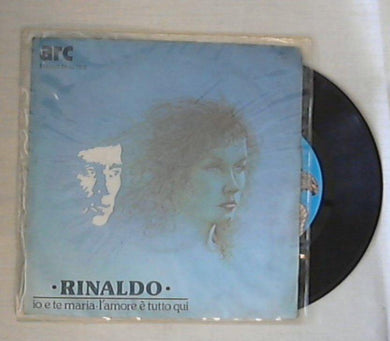 arc
·RINALDO·
io e te maria·l'amore è tutto qui